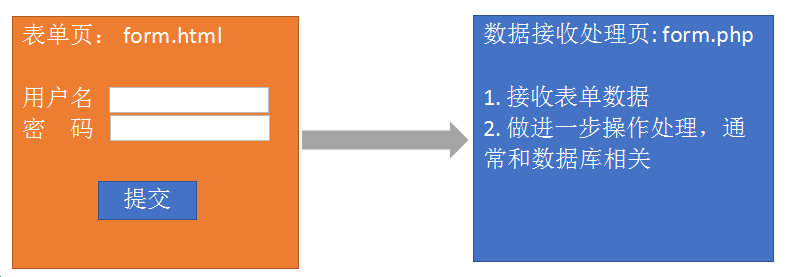 表单页： form.html
用户名
密 码
提交
数据接收处理页: form.php
1. 接收表单数据
2. 做进一步操作处理，通
常和数据库相关